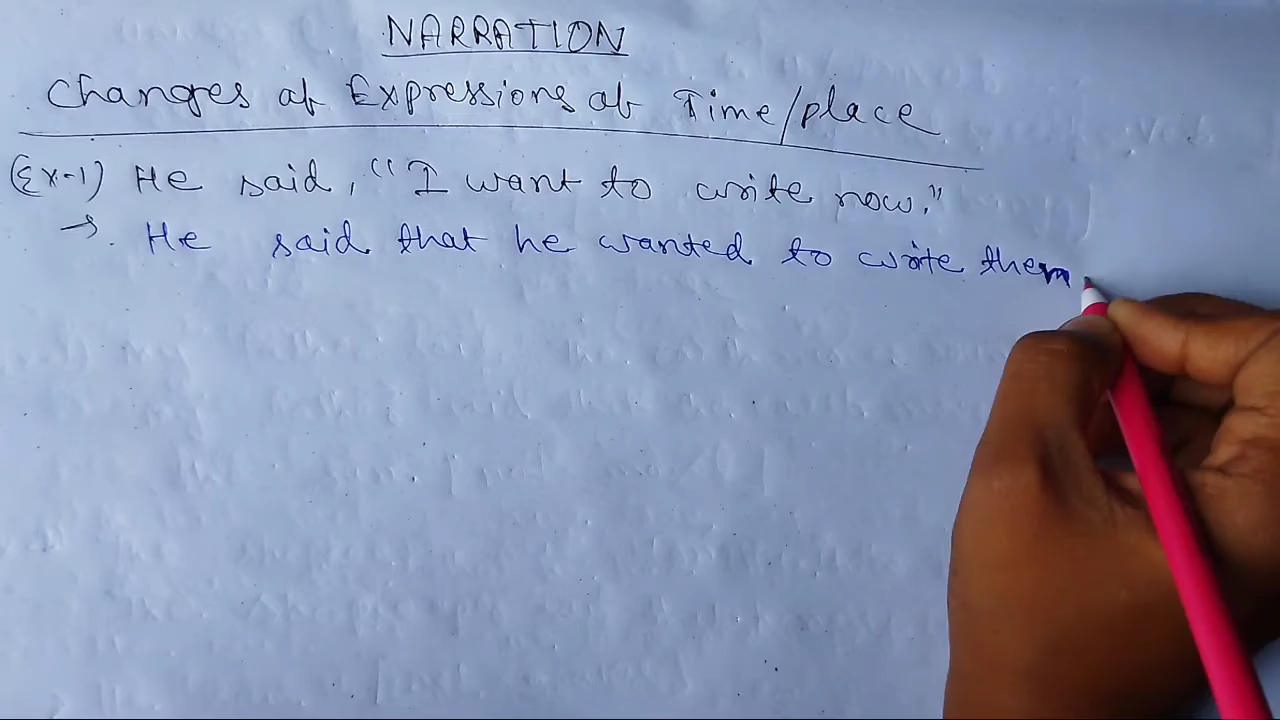 NARRATION
Changes of Expressions of Time/place
(Ex-1) He said, "I want to write now."
→ He said that he wanted to write then